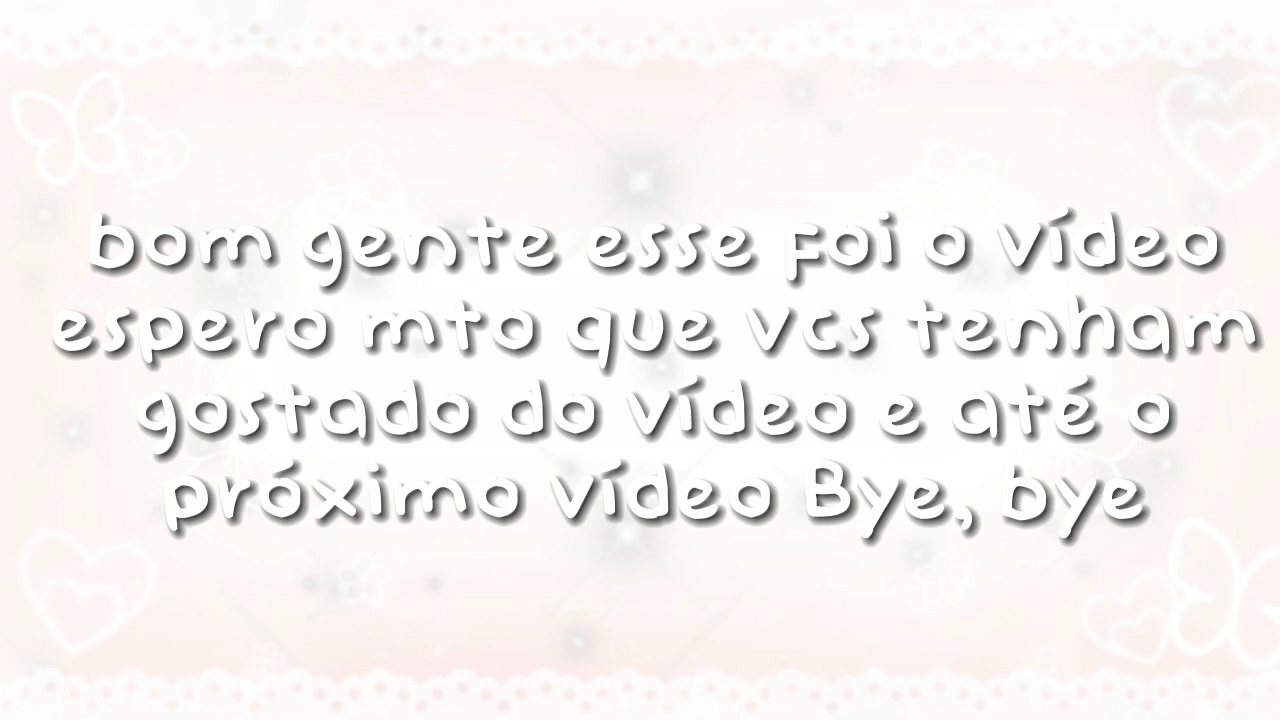 bom gente esse foi o vídeo
espero mto que vcs tenham
gostado do vídeo e até o
próximo vídeo Bye, bye